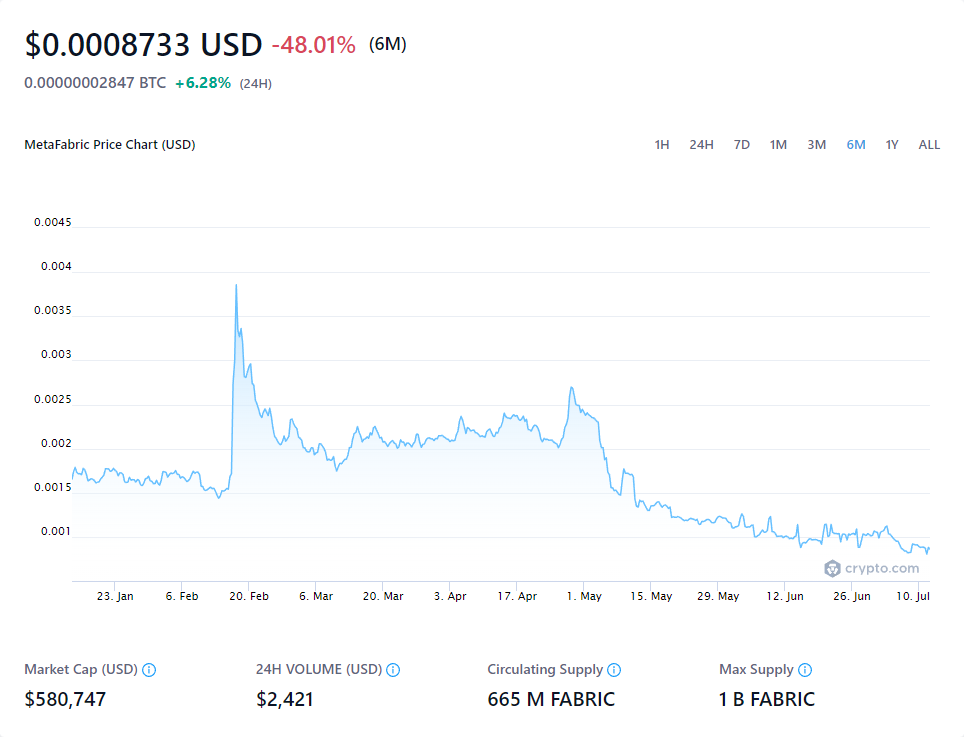 $0.0008733 USD -48.01% (6M)
0.00000002847 BTC +6.28% (24H)
MetaFabric Price Chart (USD) 1H 24H 7D 1M 3M 6M 1Y ALL
0.0045
0.004
0.0035
0.003
0.0025
0.002
0.0015
0.001
crypto.com
23. Jan 6. Feb 20. Feb 6. Mar 20. Mar 3. Apr 17. Apr 1. May 15. May 29. May 12. Jun 26. Jun 10. Jul
Market Cap (USD) 24H VOLUME (USD) Circulating Supply Max Supply
$580,747 $2,421 665 M FABRIC 1 B FABRIC